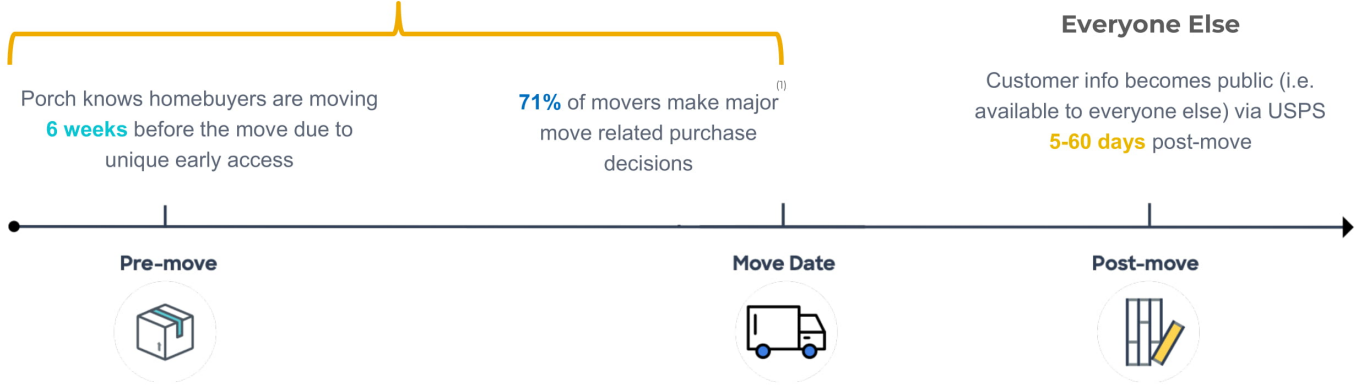 Everyone Else
Porch knows homebuyers are moving
6 weeks before the move due to
unique early access
71% of movers make major (1)
move related purchase
decisions
Customer info becomes public (i.e.
available to everyone else) via USPS
5-60 days post-move
Pre-move
Move Date
Post-move